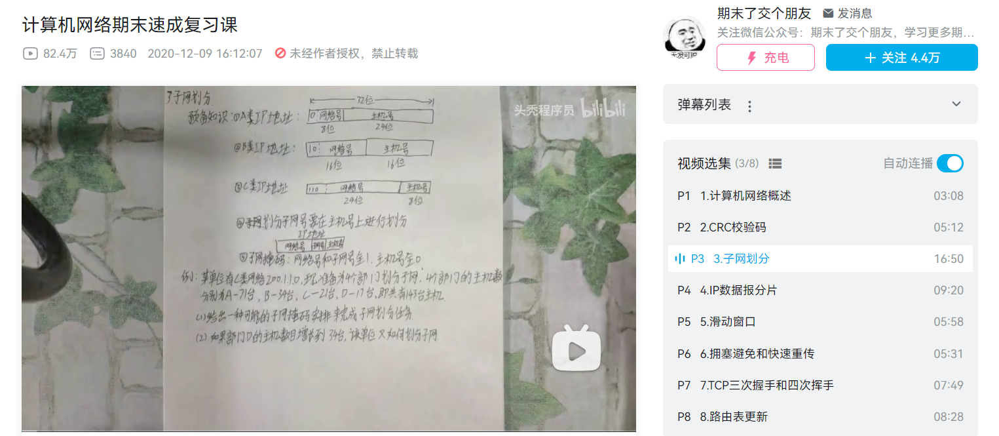 计算机网络期末速成复习课
82.4万 3840 2020-12-09 16:12:07 未经作者授权，禁止转载
期末了交个朋友 发消息
关注微信公众号：期末了交个朋友，学习更多期…
充电
+ 关注 4.4万
无发可脱
头秃程序员 bilibili
3.子网划分
32位
预备知识：①A类IP地址：
0 网络号 主机号
8位 24位
②B类IP地址：
10 网络号 主机号
16位 16位
③C类IP地址
110 网络号 主机号
24位 8位
④子网划分子网号要在主机号上进行划分
IP地址
网络号 子网号 主机号
⑤子网掩码：网络号和子网号全1，主机号全0
例：某单位有C类网络200.1.1.0，现准备为4个部门划分子网，4个部门的主机数
分别为A-71台，B-34台，C-21台，D-17台，即共有143台主机
(1)给出一种可能的子网掩码安排来完成子网划分任务
(2)如果部门D的主机数目增长到34台，该单位又如何划分子网
弹幕列表
视频选集 (3/8) 自动连播
P1 1.计算机网络概述 03:08
P2 2.CRC校验码 05:12
P3 3.子网划分 16:50
P4 4.IP数据报分片 09:20
P5 5.滑动窗口 05:58
P6 6.拥塞避免和快速重传 05:31
P7 7.TCP三次握手和四次挥手 07:49
P8 8.路由表更新 08:28